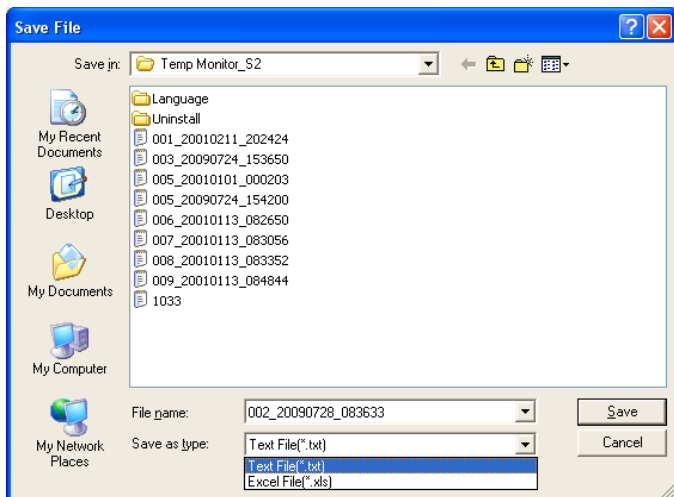 Save File
Save in:
Temp Monitor_S2
My Recent
Documents
Desktop
My Documents
My Computer
My Network
Places
Language
Uninstall
001_20010211_202424
003_20090724_153650
005_20010101_000203
005_20090724_154200
006_20010113_082650
007_20010113_083056
008_20010113_083352
009_20010113_084844
1033
File name:
002_20090728_083633
Save
Save as type:
Text File(*.txt)
Cancel
Text File(*.txt)
Excel File(*.xls)